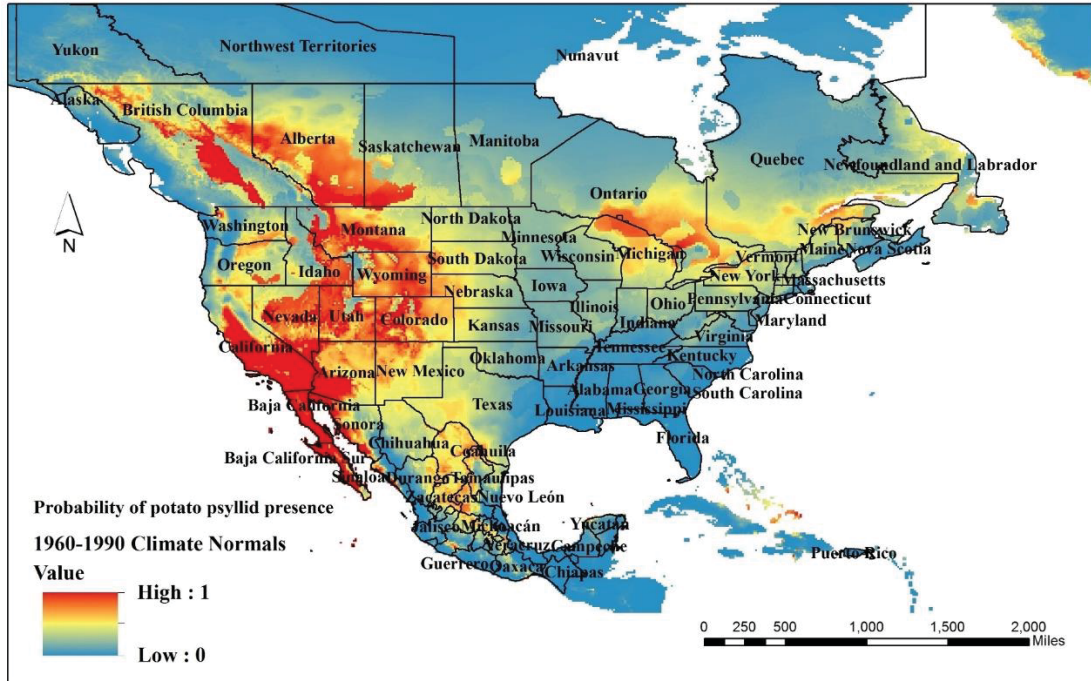 Yukon
Northwest Territories
Nunavut
Alaska
British Columbia
Alberta
Saskatchewan
Manitoba
Ontario
Quebec
Newfoundland and Labrador
N
Washington
Montana
North Dakota
Minnesota
New Brunswick
Maine
Nova Scotia
Oregon
Idaho
Wyoming
South Dakota
Wisconsin
Michigan
Vermont
New York
Massachusetts
Nebraska
Iowa
Nevada
Utah
Colorado
Kansas
Illinois
Missouri
Indiana
Ohio
Pennsylvania
Connecticut
Maryland
Virginia
California
Arizona
New Mexico
Oklahoma
Arkansas
Tennessee
Kentucky
North Carolina
South Carolina
Texas
Louisiana
Alabama
Mississippi
Georgia
Florida
Baja California
Sonora
Chihuahua
Coahuila
Baja California Sur
Sinaloa
Durango
Tamaulipas
Zacatecas
Nuevo León
Jalisco
Michoacán
Veracruz
Yucatán
Campeche
Guerrero
Oaxaca
Chiapas
Puerto Rico
Probability of potato psyllid presence
1960-1990 Climate Normals
Value
High : 1
Low : 0
0 250 500 1,000 1,500 2,000
Miles